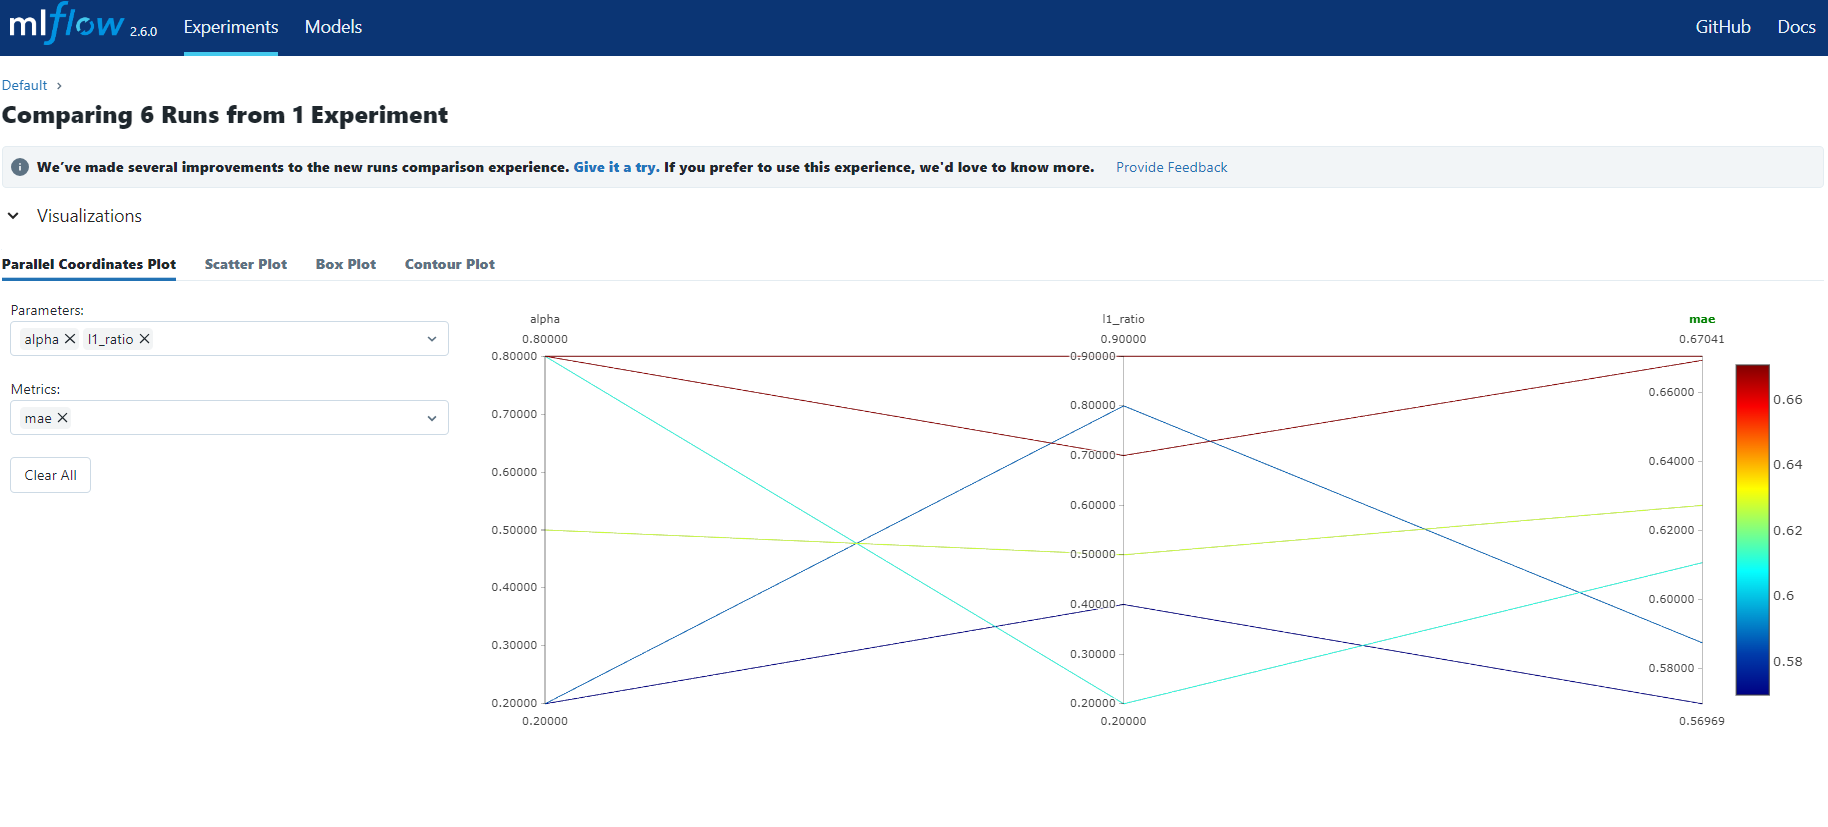 mlflow 2.6.0 Experiments Models GitHub Docs
Default ›
Comparing 6 Runs from 1 Experiment
We've made several improvements to the new runs comparison experience. Give it a try. If you prefer to use this experience, we'd love to know more. Provide Feedback
Visualizations
Parallel Coordinates Plot Scatter Plot Box Plot Contour Plot
Parameters:
alpha l1_ratio
Metrics:
mae
Clear All
alpha
0.80000
0.80000
0.70000
0.60000
0.50000
0.40000
0.30000
0.20000
0.20000
l1_ratio
0.90000
0.90000
0.80000
0.70000
0.60000
0.50000
0.40000
0.30000
0.20000
0.20000
mae
0.67041
0.66000
0.64000
0.62000
0.60000
0.58000
0.56969
0.66
0.64
0.62
0.6
0.58